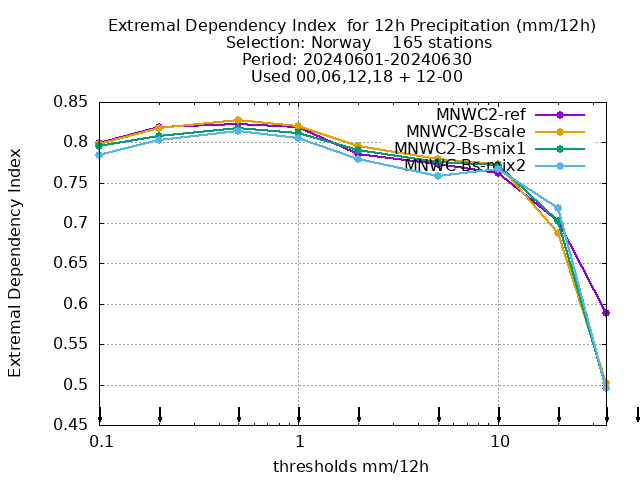 Extremal Dependency Index  for 12h Precipitation (mm/12h)
Selection: Norway    165 stations
Period: 20240601-20240630
Used 00,06,12,18 + 12-00
MNWC2-ref
MNWC2-Bscale
MNWC2-Bs-mix1
MNWC-Bs-mix2
Extremal Dependency Index
0.85
0.8
0.75
0.7
0.65
0.6
0.55
0.5
0.45
0.1
1
10
thresholds mm/12h